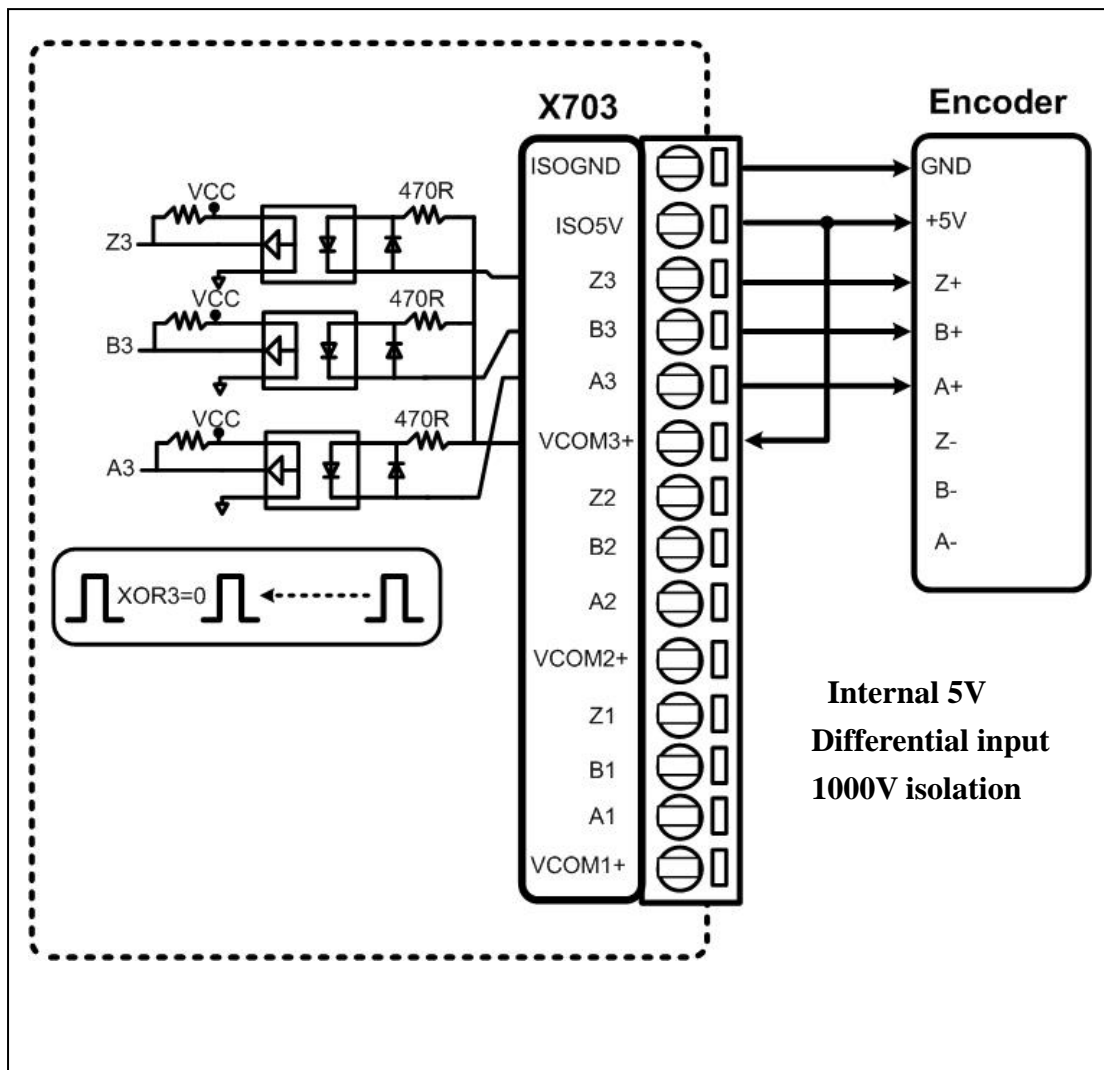 X703
Encoder
ISOGND
ISO5V
Z3
B3
A3
VCOM3+
Z2
B2
A2
VCOM2+
Z1
B1
A1
VCOM1+
GND
+5V
Z+
B+
A+
Z-
B-
A-
VCC
470R
Z3
VCC
470R
B3
VCC
470R
A3
XOR3=0
Internal 5V
Differential input
1000V isolation